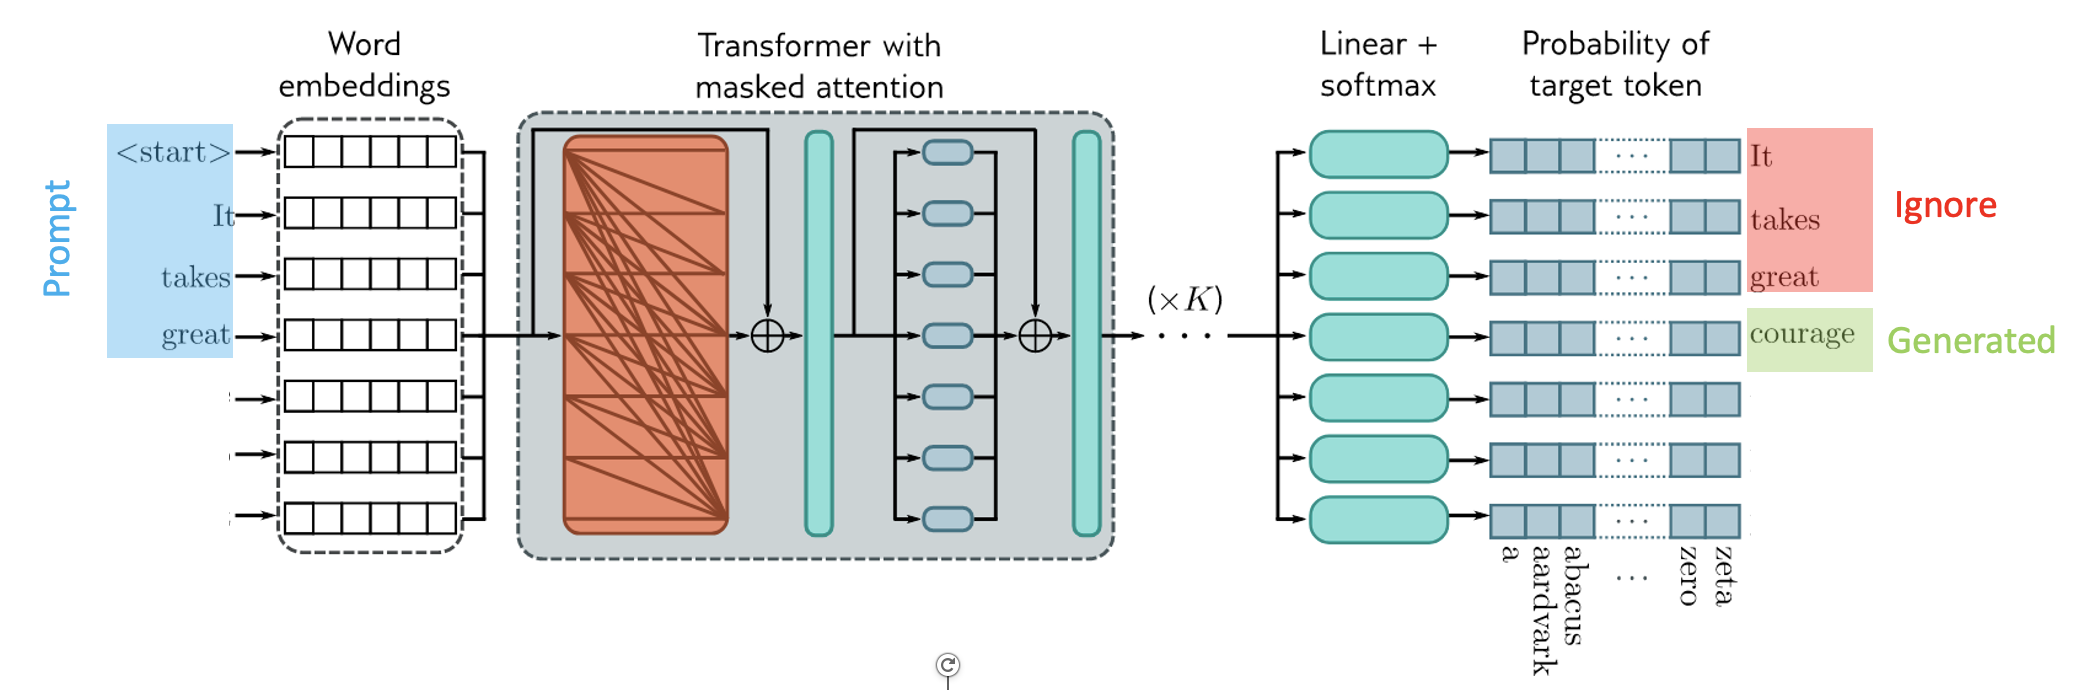 Word
embeddings
Transformer with
masked attention
Linear +
softmax
Probability of
target token
Prompt
<start>
It
takes
great
(×K)
· · ·
It
takes
great
courage
Ignore
Generated
· · ·
· · ·
· · ·
· · ·
· · ·
· · ·
· · ·
a
aardvark
abacus
· · ·
zero
zeta